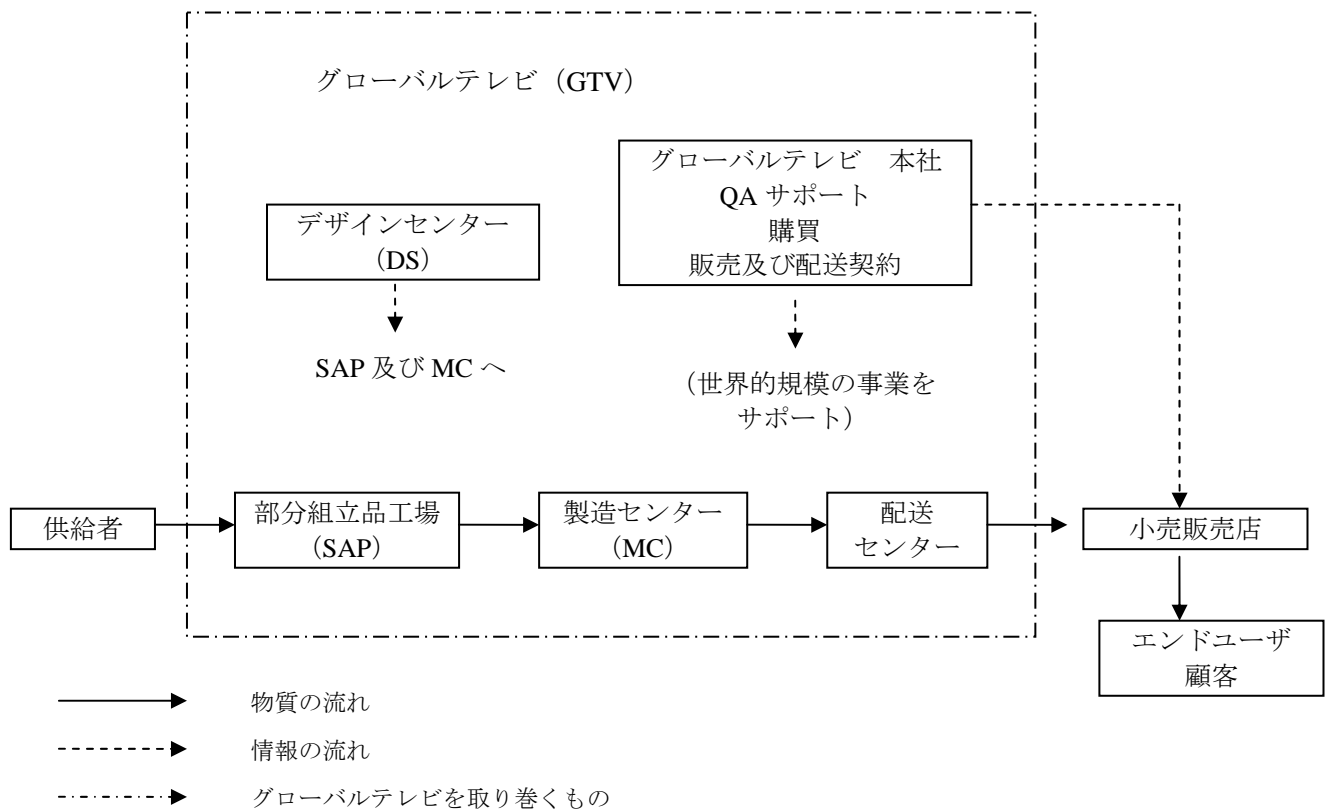 グローバルテレビ（GTV）
グローバルテレビ　本社
QA サポート
購買
販売及び配送契約
デザインセンター
（DS）
SAP 及び MC へ
（世界的規模の事業を
サポート）
供給者
部分組立品工場
（SAP）
製造センター
（MC）
配送
センター
小売販売店
エンドユーザ
顧客
物質の流れ
情報の流れ
グローバルテレビを取り巻くもの